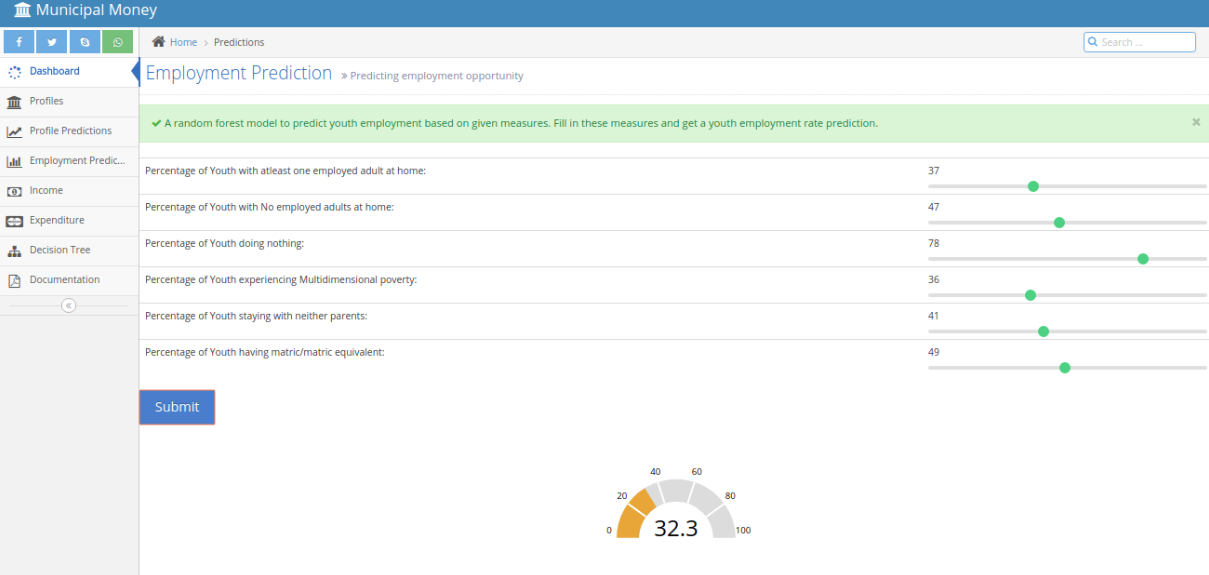 Municipal Money
Home > Predictions
Search ...
Dashboard
Profiles
Profile Predictions
Employment Predic...
Income
Expenditure
Decision Tree
Documentation
Employment Prediction » Predicting employment opportunity
A random forest model to predict youth employment based on given measures. Fill in these measures and get a youth employment rate prediction.
Percentage of Youth with atleast one employed adult at home: 37
Percentage of Youth with No employed adults at home: 47
Percentage of Youth doing nothing: 78
Percentage of Youth experiencing Multidimensional poverty: 36
Percentage of Youth staying with neither parents: 41
Percentage of Youth having matric/matric equivalent: 49
Submit
0
20
40
60
80
100
32.3